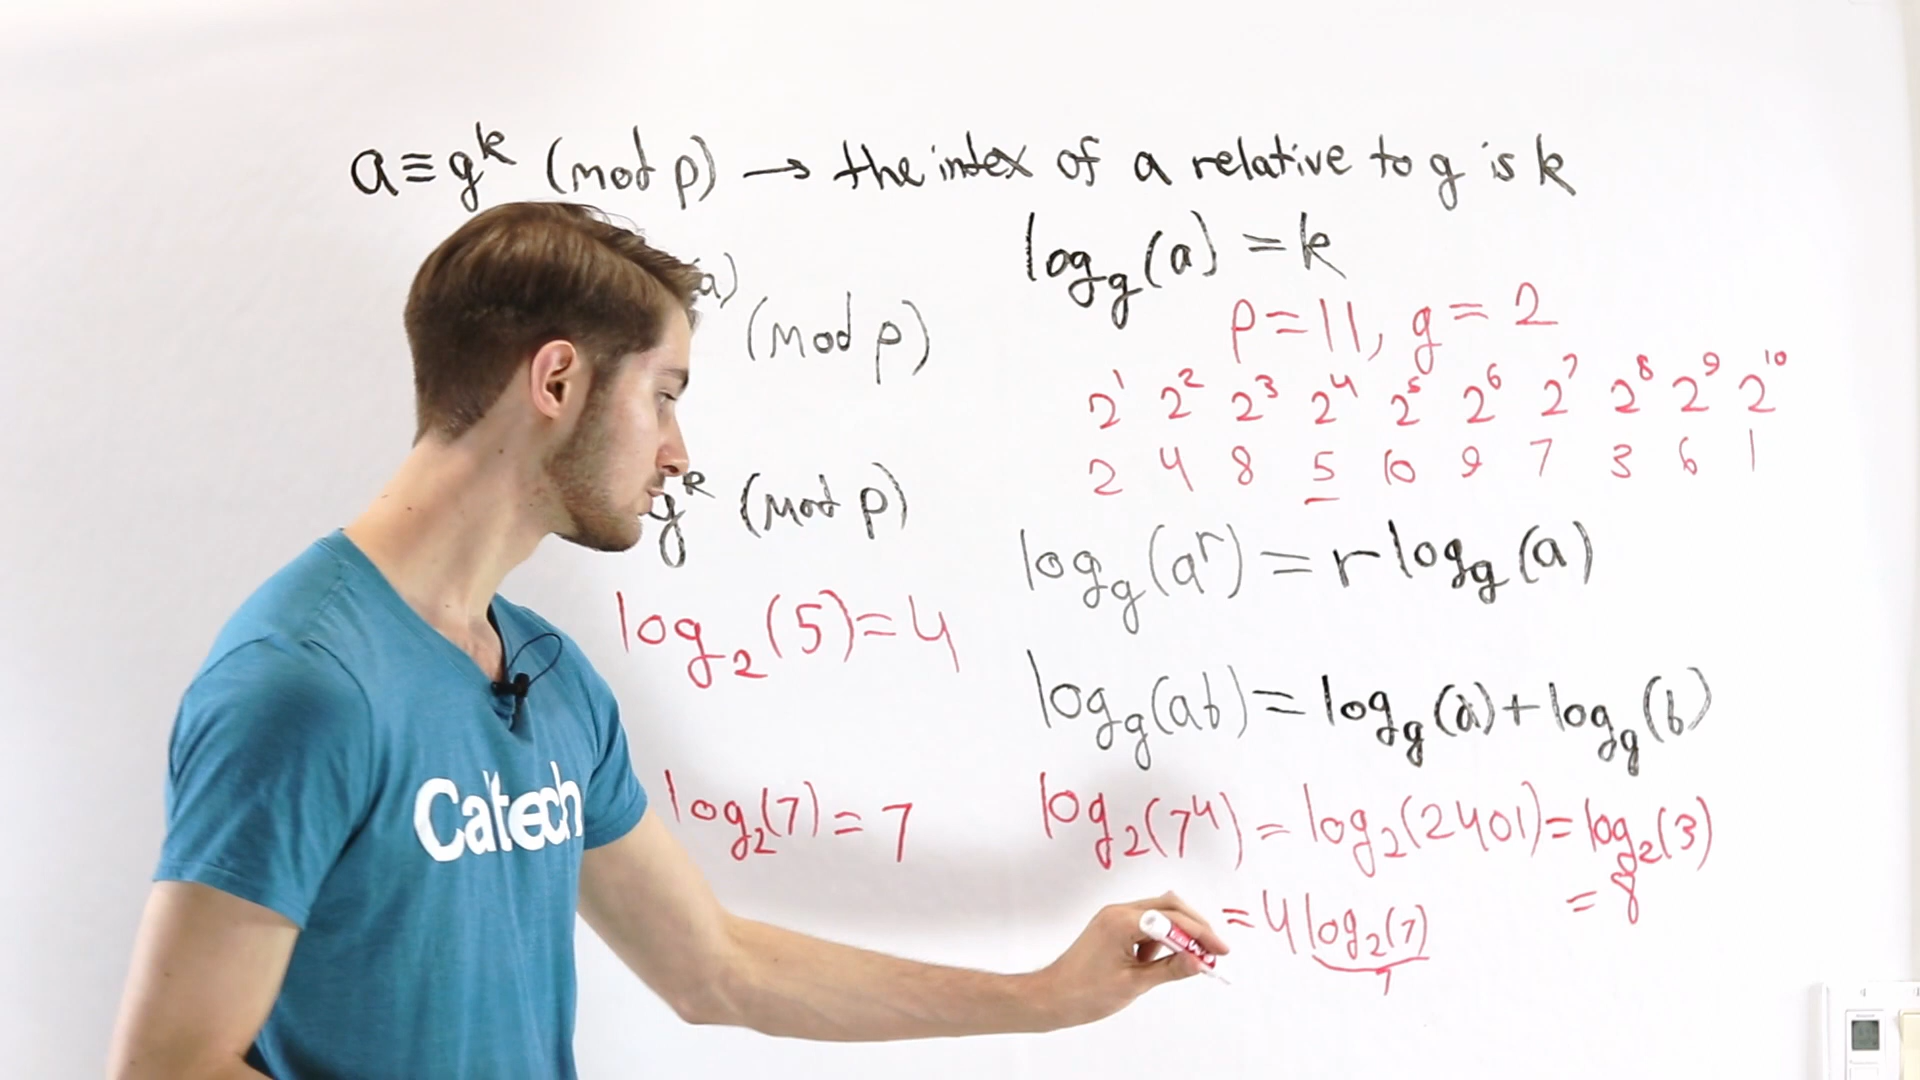 a ≡ g^k (mod p) → the index of a relative to g is k
log_g(a) = k
a)
(mod p)
p = 11, g = 2
2^1 2^2 2^3 2^4 2^5 2^6 2^7 2^8 2^9 2^10
2 4 8 5 10 9 7 3 6 1
g^k (mod p)
log_g(a^r) = r log_g(a)
log_2(5) = 4
log_g(ab) = log_g(a) + log_g(b)
log_2(7) = 7
log_2(7^4) = log_2(2401) = log_2(3)
= 4 log_2(7) = 8
7
Caltech